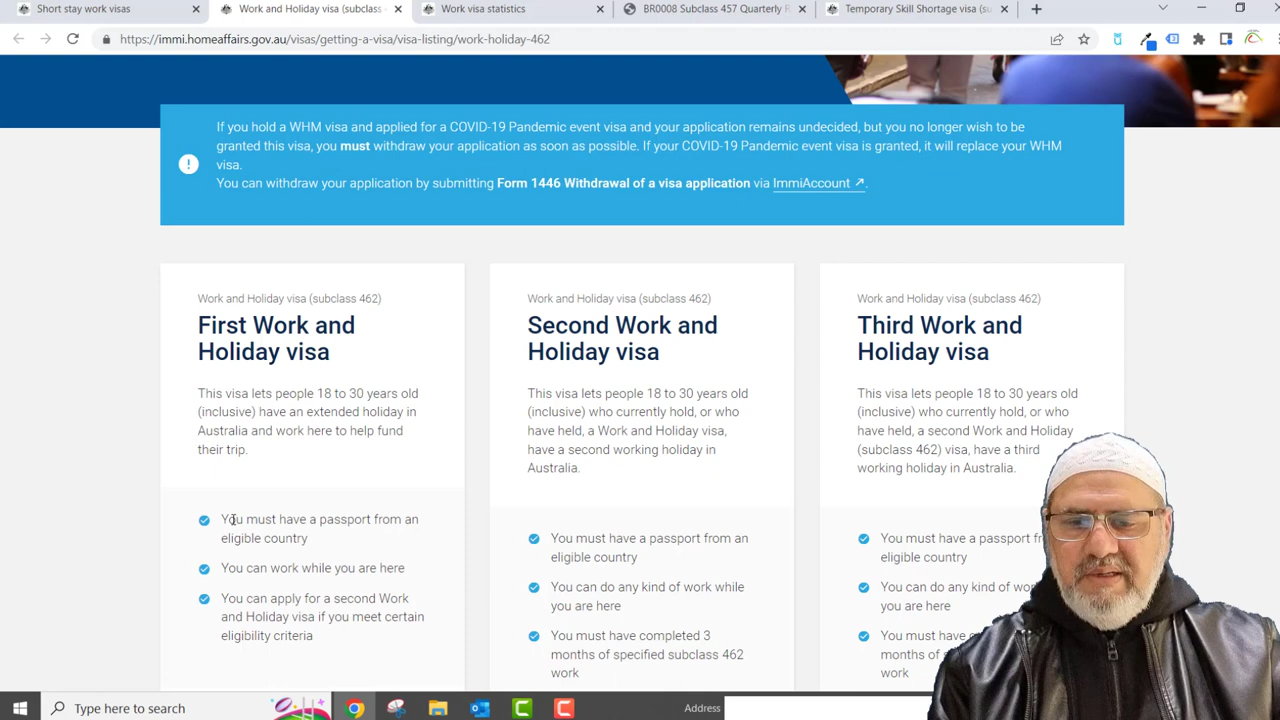 Short stay work visas
Work and Holiday visa (subclass
Work visa statistics
BR0008 Subclass 457 Quarterly R
Temporary Skill Shortage visa (su
https://immi.homeaffairs.gov.au/visas/getting-a-visa/visa-listing/work-holiday-462
If you hold a WHM visa and applied for a COVID-19 Pandemic event visa and your application remains undecided, but you no longer wish to be
granted this visa, you must withdraw your application as soon as possible. If your COVID-19 Pandemic event visa is granted, it will replace your WHM
visa.
You can withdraw your application by submitting Form 1446 Withdrawal of a visa application via ImmiAccount ↗.
Work and Holiday visa (subclass 462)
First Work and
Holiday visa
This visa lets people 18 to 30 years old
(inclusive) have an extended holiday in
Australia and work here to help fund
their trip.
You must have a passport from an
eligible country
You can work while you are here
You can apply for a second Work
and Holiday visa if you meet certain
eligibility criteria
Work and Holiday visa (subclass 462)
Second Work and
Holiday visa
This visa lets people 18 to 30 years old
(inclusive) who currently hold, or who
have held, a Work and Holiday visa,
have a second working holiday in
Australia.
You must have a passport from an
eligible country
You can do any kind of work while
you are here
You must have completed 3
months of specified subclass 462
work
Work and Holiday visa (subclass 462)
Third Work and
Holiday visa
This visa lets people 18 to 30 years old
(inclusive) who currently hold, or who
have held, a second Work and Holiday
(subclass 462) visa, have a third
working holiday in Australia.
You must have a passport
eligible country
You can do any kind of
you are here
You must have
months of
work
Type here to search
Address